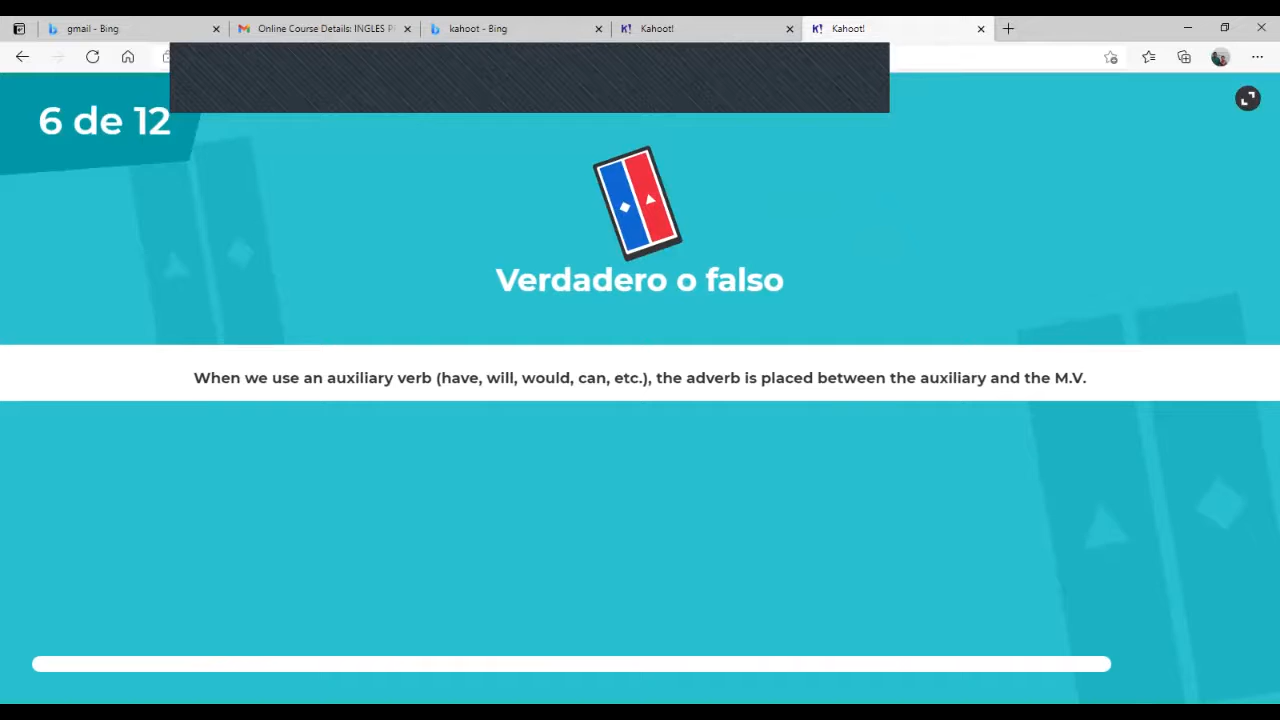 gmail - Bing
Online Course Details: INGLES P
kahoot - Bing
K! Kahoot!
K! Kahoot!
6 de 12
Verdadero o falso
When we use an auxiliary verb (have, will, would, can, etc.), the adverb is placed between the auxiliary and the M.V.